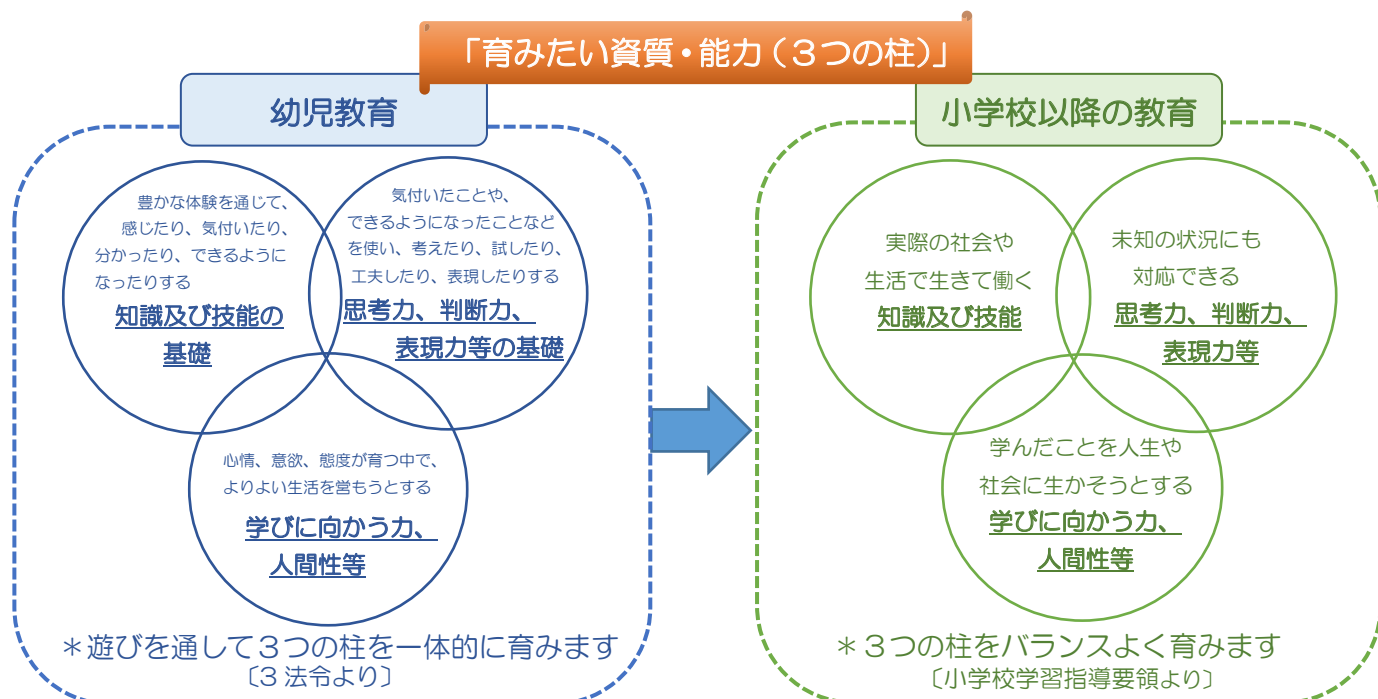 「育みたい資質・能力（３つの柱）」
幼児教育
豊かな体験を通じて、
感じたり、気付いたり、
分かったり、できるように
なったりする
知識及び技能の
基礎
気付いたことや、
できるようになったことなど
を使い、考えたり、試したり、
工夫したり、表現したりする
思考力、判断力、
表現力等の基礎
心情、意欲、態度が育つ中で、
よりよい生活を営もうとする
学びに向かう力、
人間性等
＊遊びを通して３つの柱を一体的に育みます
〔３法令より〕
小学校以降の教育
実際の社会や
生活で生きて働く
知識及び技能
未知の状況にも
対応できる
思考力、判断力、
表現力等
学んだことを人生や
社会に生かそうとする
学びに向かう力、
人間性等
＊３つの柱をバランスよく育みます
〔小学校学習指導要領より〕